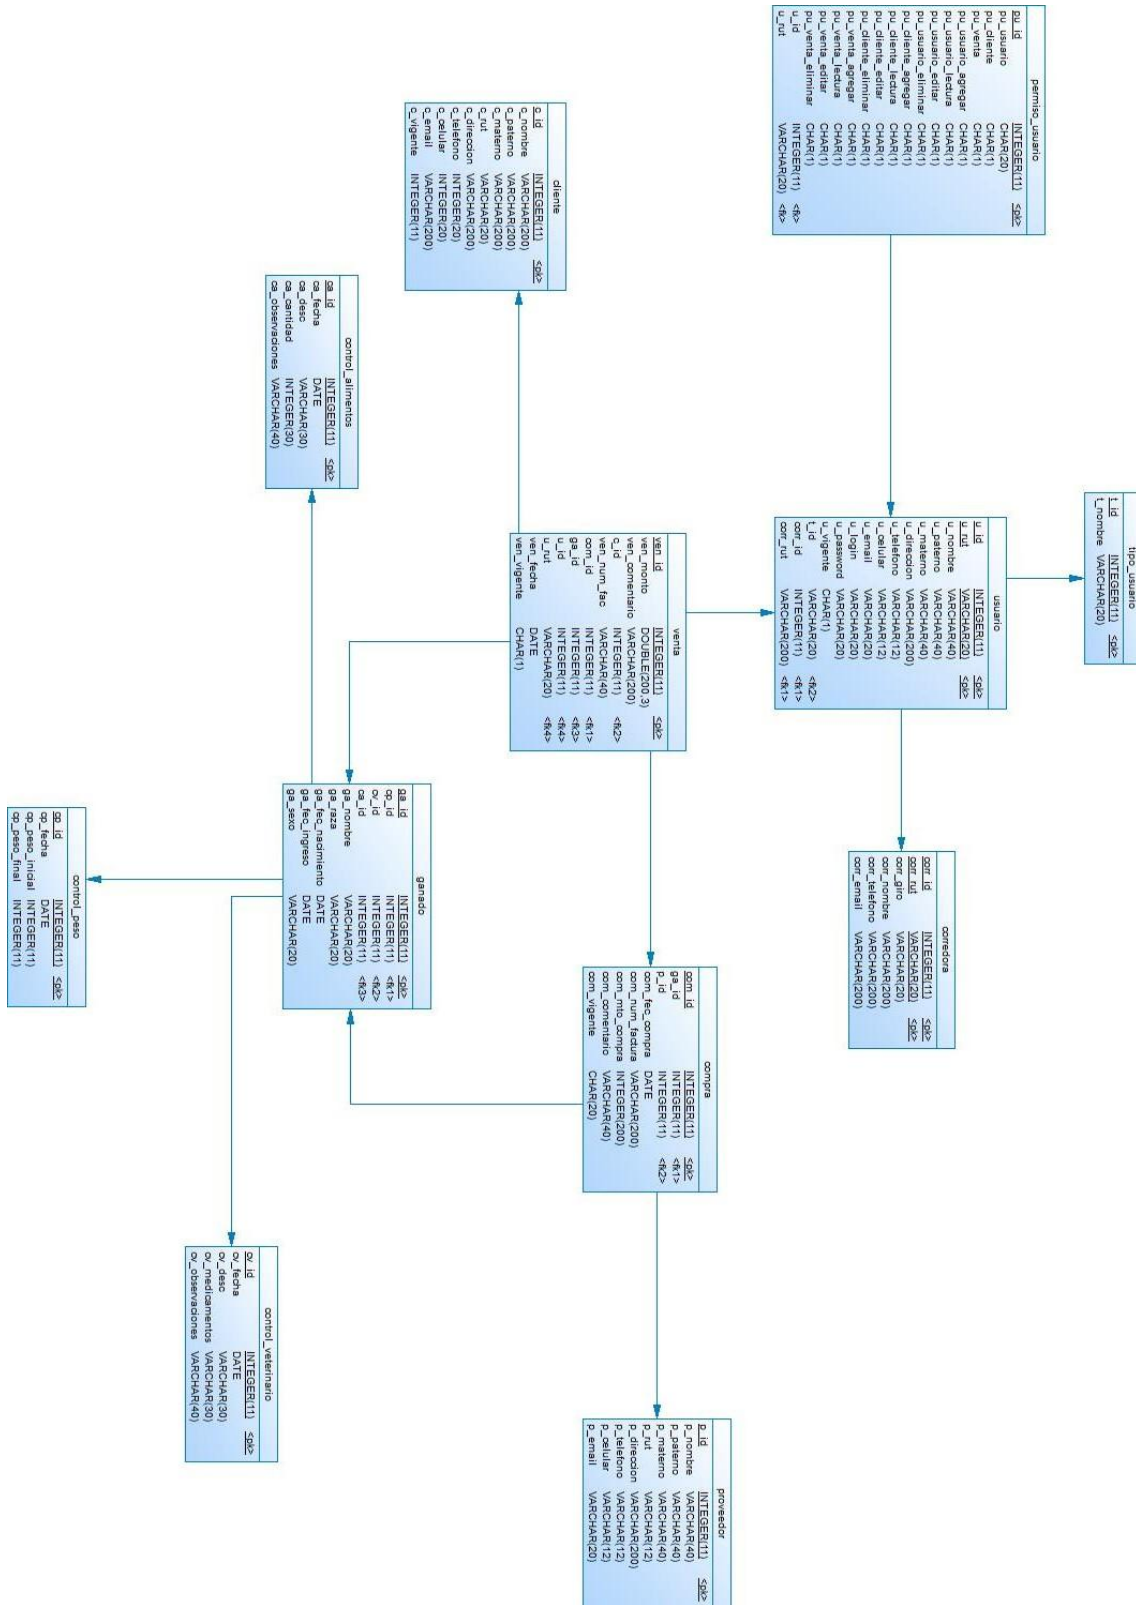 permiso_usuario
pu_id INTEGER(11) <pk>
pu_usuario CHAR(20)
pu_cliente CHAR(1)
pu_venta CHAR(1)
pu_usuario_agregar CHAR(1)
pu_usuario_lectura CHAR(1)
pu_usuario_editar CHAR(1)
pu_usuario_eliminar CHAR(1)
pu_cliente_agregar CHAR(1)
pu_cliente_lectura CHAR(1)
pu_cliente_editar CHAR(1)
pu_cliente_eliminar CHAR(1)
pu_venta_agregar CHAR(1)
pu_venta_lectura CHAR(1)
pu_venta_editar CHAR(1)
pu_venta_eliminar CHAR(1)
u_id INTEGER(11) <fk>
u_rut VARCHAR(20) <fk>
tipo_usuario
t_id INTEGER(11) <pk>
t_nombre VARCHAR(20)
usuario
u_id INTEGER(11) <pk>
u_rut VARCHAR(20) <pk>
u_nombre VARCHAR(40)
u_paterno VARCHAR(40)
u_materno VARCHAR(40)
u_direccion VARCHAR(200)
u_telefono VARCHAR(12)
u_celular VARCHAR(12)
u_email VARCHAR(20)
u_login VARCHAR(20)
u_password VARCHAR(20)
u_vigente CHAR(1)
t_id VARCHAR(20) <fk2>
corr_id INTEGER(11) <fk1>
corr_rut VARCHAR(200) <fk1>
corredora
corr_id INTEGER(11) <pk>
corr_rut VARCHAR(20) <pk>
corr_giro VARCHAR(20)
corr_nombre VARCHAR(200)
corr_telefono VARCHAR(200)
corr_email VARCHAR(200)
cliente
c_id INTEGER(11) <pk>
c_nombre VARCHAR(200)
c_paterno VARCHAR(200)
c_materno VARCHAR(200)
c_rut VARCHAR(20)
c_direccion VARCHAR(200)
c_telefono INTEGER(20)
c_celular INTEGER(20)
c_email VARCHAR(200)
c_vigente INTEGER(11)
venta
ven_id INTEGER(11) <pk>
ven_monto DOUBLE(200,3)
ven_comentario VARCHAR(200)
c_id INTEGER(11) <fk2>
ven_num_fac VARCHAR(40)
com_id INTEGER(11) <fk1>
ga_id INTEGER(11) <fk3>
u_id INTEGER(11) <fk4>
u_rut VARCHAR(20) <fk4>
ven_fecha DATE
ven_vigente CHAR(1)
compra
com_id INTEGER(11) <pk>
ga_id INTEGER(11) <fk1>
p_id INTEGER(11) <fk2>
com_fec_compra DATE
com_num_factura VARCHAR(200)
com_mto_compra INTEGER(200)
com_comentario VARCHAR(40)
com_vigente CHAR(20)
proveedor
p_id INTEGER(11) <pk>
p_nombre VARCHAR(40)
p_paterno VARCHAR(40)
p_materno VARCHAR(40)
p_rut VARCHAR(12)
p_direccion VARCHAR(200)
p_telefono VARCHAR(12)
p_celular VARCHAR(12)
p_email VARCHAR(20)
control_alimentos
ca_id INTEGER(11) <pk>
ca_fecha DATE
ca_desc VARCHAR(30)
ca_cantidad INTEGER(30)
ca_observaciones VARCHAR(40)
ganado
ga_id INTEGER(11) <pk>
cp_id INTEGER(11) <fk1>
cv_id INTEGER(11) <fk2>
ca_id INTEGER(11) <fk3>
ga_nombre VARCHAR(20)
ga_raza VARCHAR(20)
ga_fec_nacimiento DATE
ga_fec_ingreso DATE
ga_sexo VARCHAR(20)
control_peso
cp_id INTEGER(11) <pk>
cp_fecha DATE
cp_peso_inicial INTEGER(11)
cp_peso_final INTEGER(11)
control_veterinario
cv_id INTEGER(11) <pk>
cv_fecha DATE
cv_desc VARCHAR(30)
cv_medicamentos VARCHAR(30)
cv_observaciones VARCHAR(40)